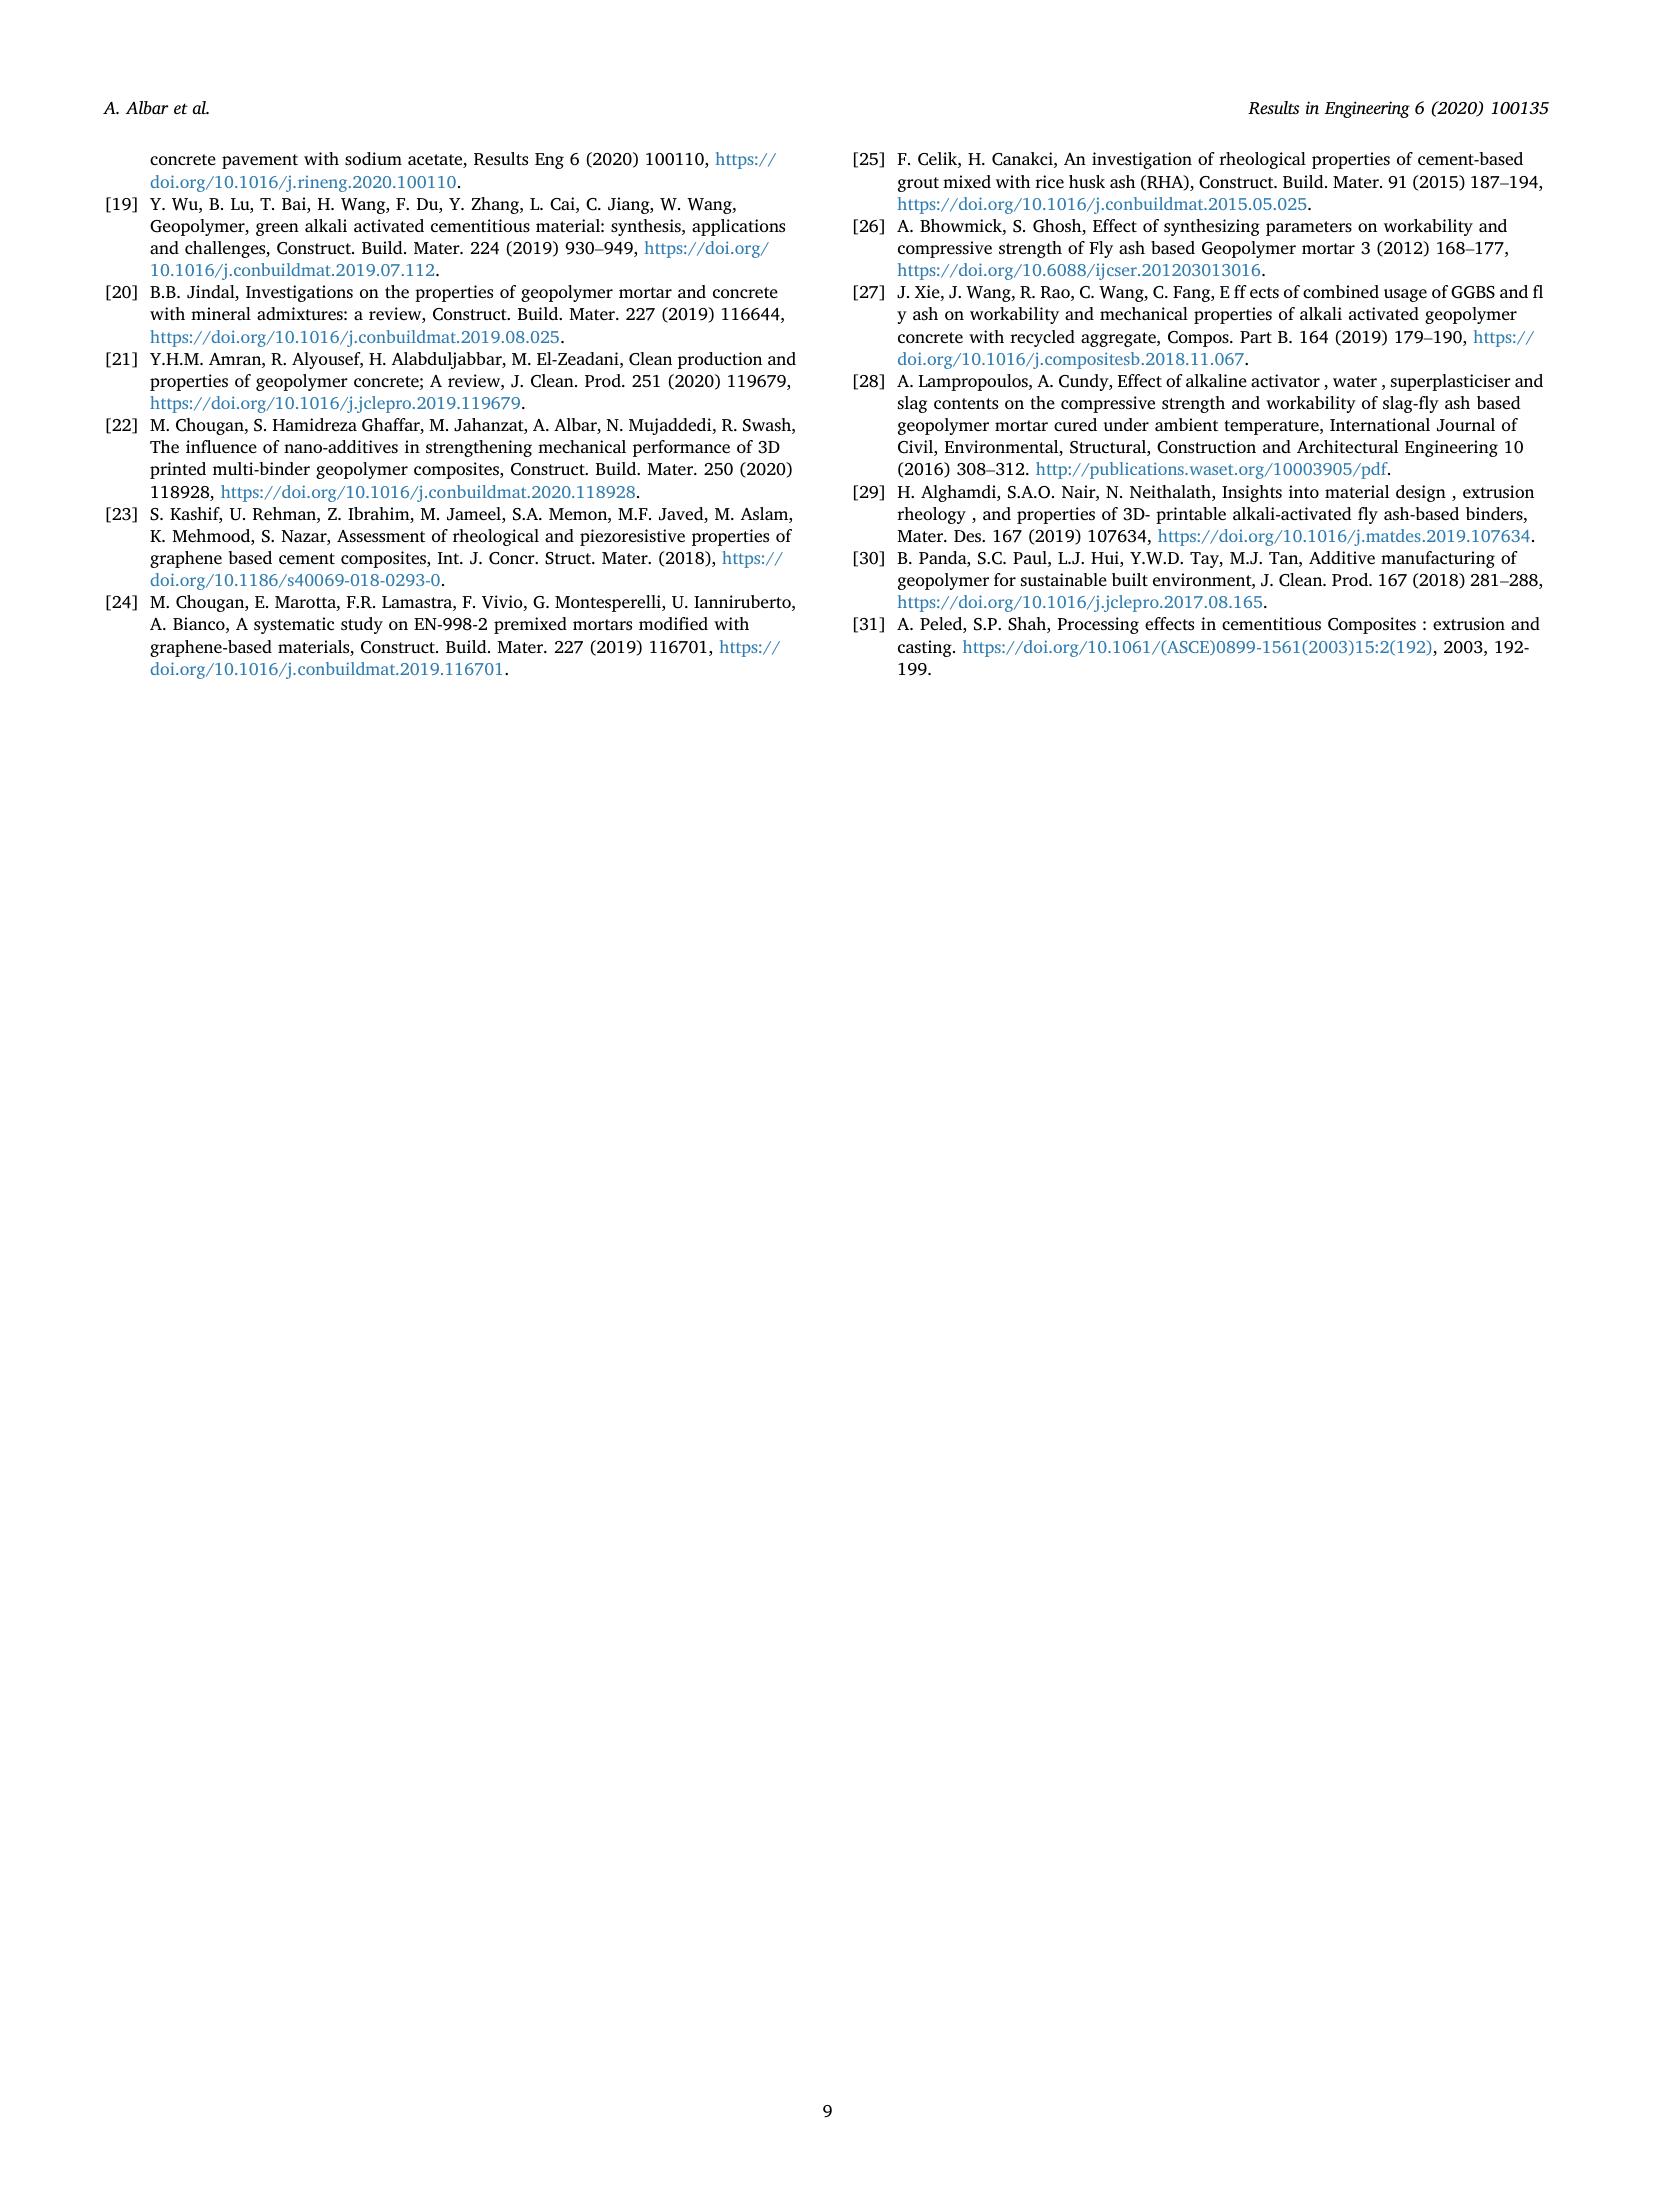 A. Albar et al.
Results in Engineering 6 (2020) 100135
concrete pavement with sodium acetate, Results Eng 6 (2020) 100110, https://
doi.org/10.1016/j.rineng.2020.100110.
[19] Y. Wu, B. Lu, T. Bai, H. Wang, F. Du, Y. Zhang, L. Cai, C. Jiang, W. Wang,
Geopolymer, green alkali activated cementitious material: synthesis, applications
and challenges, Construct. Build. Mater. 224 (2019) 930–949, https://doi.org/
10.1016/j.conbuildmat.2019.07.112.
[20] B.B. Jindal, Investigations on the properties of geopolymer mortar and concrete
with mineral admixtures: a review, Construct. Build. Mater. 227 (2019) 116644,
https://doi.org/10.1016/j.conbuildmat.2019.08.025.
[21] Y.H.M. Amran, R. Alyousef, H. Alabduljabbar, M. El-Zeadani, Clean production and
properties of geopolymer concrete; A review, J. Clean. Prod. 251 (2020) 119679,
https://doi.org/10.1016/j.jclepro.2019.119679.
[22] M. Chougan, S. Hamidreza Ghaffar, M. Jahanzat, A. Albar, N. Mujaddedi, R. Swash,
The influence of nano-additives in strengthening mechanical performance of 3D
printed multi-binder geopolymer composites, Construct. Build. Mater. 250 (2020)
118928, https://doi.org/10.1016/j.conbuildmat.2020.118928.
[23] S. Kashif, U. Rehman, Z. Ibrahim, M. Jameel, S.A. Memon, M.F. Javed, M. Aslam,
K. Mehmood, S. Nazar, Assessment of rheological and piezoresistive properties of
graphene based cement composites, Int. J. Concr. Struct. Mater. (2018), https://
doi.org/10.1186/s40069-018-0293-0.
[24] M. Chougan, E. Marotta, F.R. Lamastra, F. Vivio, G. Montesperelli, U. Ianniruberto,
A. Bianco, A systematic study on EN-998-2 premixed mortars modified with
graphene-based materials, Construct. Build. Mater. 227 (2019) 116701, https://
doi.org/10.1016/j.conbuildmat.2019.116701.
[25] F. Celik, H. Canakci, An investigation of rheological properties of cement-based
grout mixed with rice husk ash (RHA), Construct. Build. Mater. 91 (2015) 187–194,
https://doi.org/10.1016/j.conbuildmat.2015.05.025.
[26] A. Bhowmick, S. Ghosh, Effect of synthesizing parameters on workability and
compressive strength of Fly ash based Geopolymer mortar 3 (2012) 168–177,
https://doi.org/10.6088/ijcser.201203013016.
[27] J. Xie, J. Wang, R. Rao, C. Wang, C. Fang, E ff ects of combined usage of GGBS and fl
y ash on workability and mechanical properties of alkali activated geopolymer
concrete with recycled aggregate, Compos. Part B. 164 (2019) 179–190, https://
doi.org/10.1016/j.compositesb.2018.11.067.
[28] A. Lampropoulos, A. Cundy, Effect of alkaline activator , water , superplasticiser and
slag contents on the compressive strength and workability of slag-fly ash based
geopolymer mortar cured under ambient temperature, International Journal of
Civil, Environmental, Structural, Construction and Architectural Engineering 10
(2016) 308–312. http://publications.waset.org/10003905/pdf.
[29] H. Alghamdi, S.A.O. Nair, N. Neithalath, Insights into material design , extrusion
rheology , and properties of 3D- printable alkali-activated fly ash-based binders,
Mater. Des. 167 (2019) 107634, https://doi.org/10.1016/j.matdes.2019.107634.
[30] B. Panda, S.C. Paul, L.J. Hui, Y.W.D. Tay, M.J. Tan, Additive manufacturing of
geopolymer for sustainable built environment, J. Clean. Prod. 167 (2018) 281–288,
https://doi.org/10.1016/j.jclepro.2017.08.165.
[31] A. Peled, S.P. Shah, Processing effects in cementitious Composites : extrusion and
casting. https://doi.org/10.1061/(ASCE)0899-1561(2003)15:2(192), 2003, 192-
199.
9